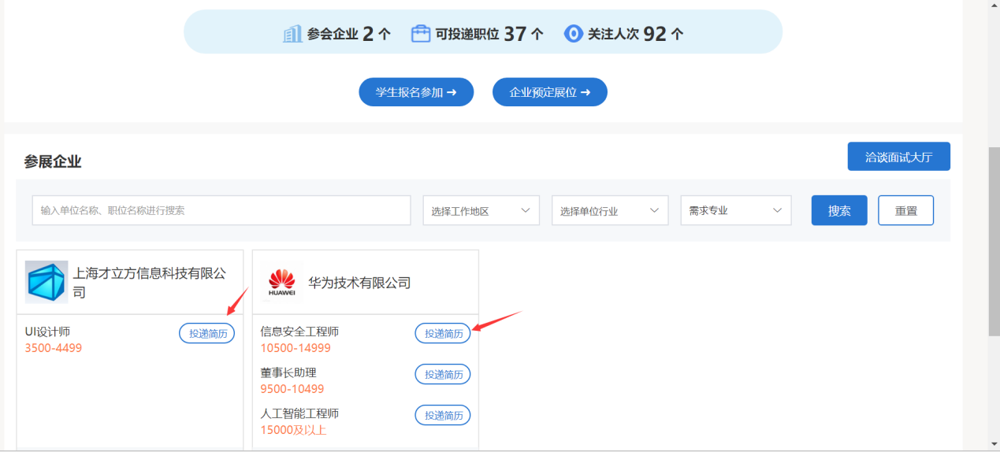 参会企业 2 个 可投递职位 37 个 关注人次 92 个
学生报名参加 → 企业预定展位 →
参展企业
洽谈面试大厅
输入单位名称、职位名称进行搜索 选择工作地区 选择单位行业 需求专业 搜索 重置
上海才立方信息科技有限公
司
UI设计师 投递简历
3500-4499
HUAWEI
华为技术有限公司
信息安全工程师 投递简历
10500-14999
董事长助理 投递简历
9500-10499
人工智能工程师 投递简历
15000及以上